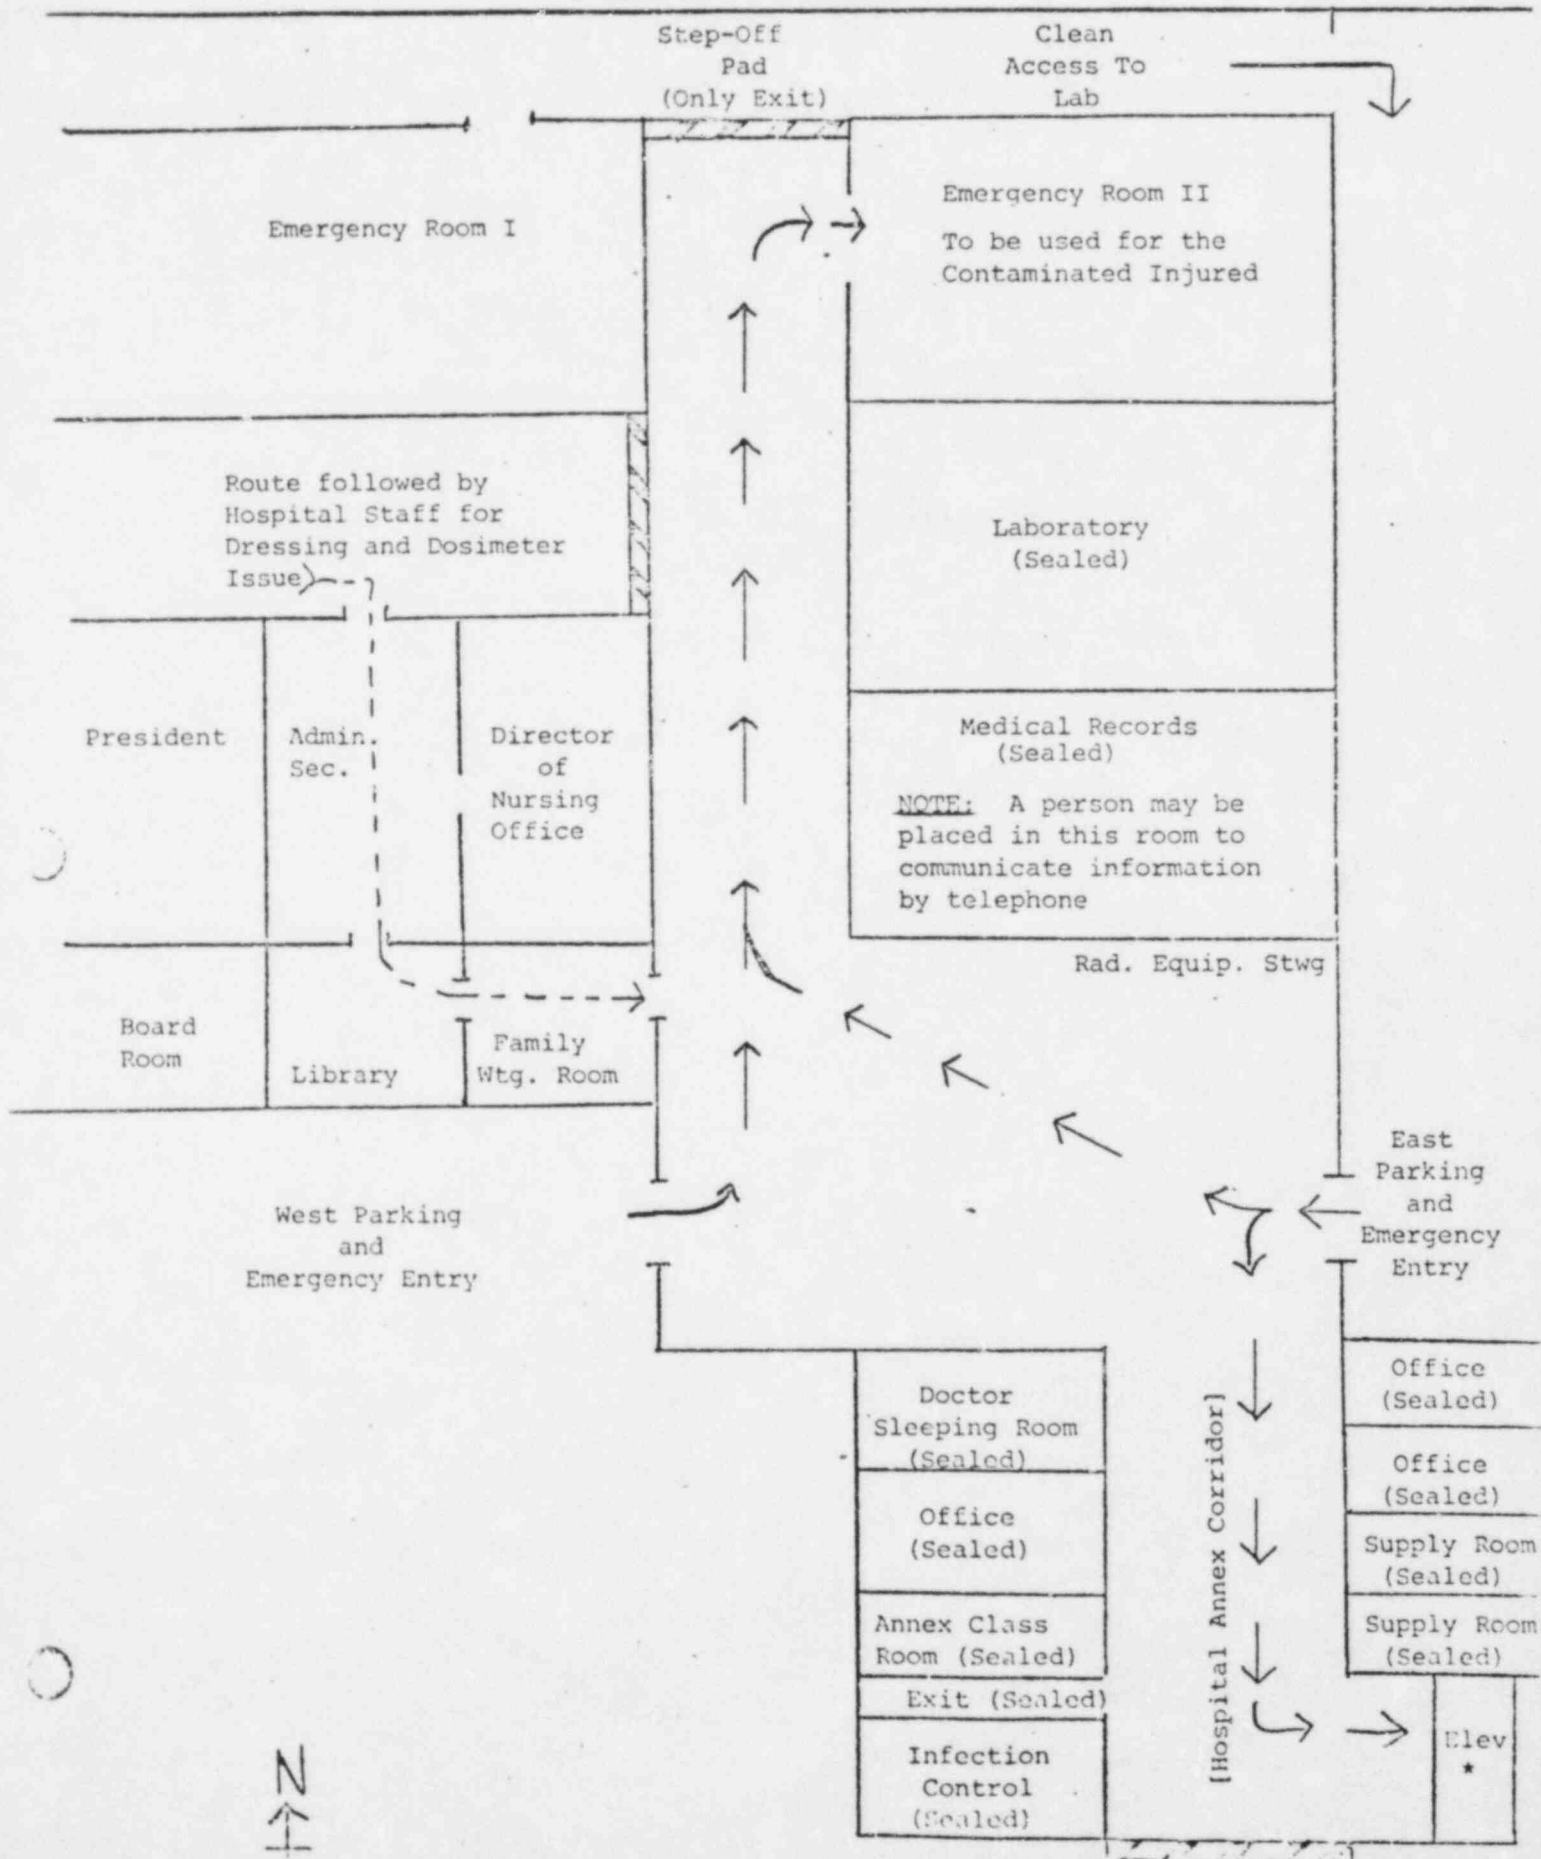 Step-Off
Pad
(Only Exit)
Clean
Access To
Lab
Emergency Room I
Emergency Room II
To be used for the
Contaminated Injured
Route followed by
Hospital Staff for
Dressing and Dosimeter
Issue)
Laboratory
(Sealed)
President
Admin.
Sec.
Director
of
Nursing
Office
Medical Records
(Sealed)
NOTE: A person may be
placed in this room to
communicate information
by telephone
Rad. Equip. Stwg
Board
Room
Library
Family
Wtg. Room
West Parking
and
Emergency Entry
East
Parking
and
Emergency
Entry
Doctor
Sleeping Room
(Sealed)
Office
(Sealed)
Annex Class
Room (Sealed)
Exit (Sealed)
Infection
Control
(Sealed)
[Hospital Annex Corridor]
Office
(Sealed)
Office
(Sealed)
Supply Room
(Sealed)
Supply Room
(Sealed)
Elev
*
N